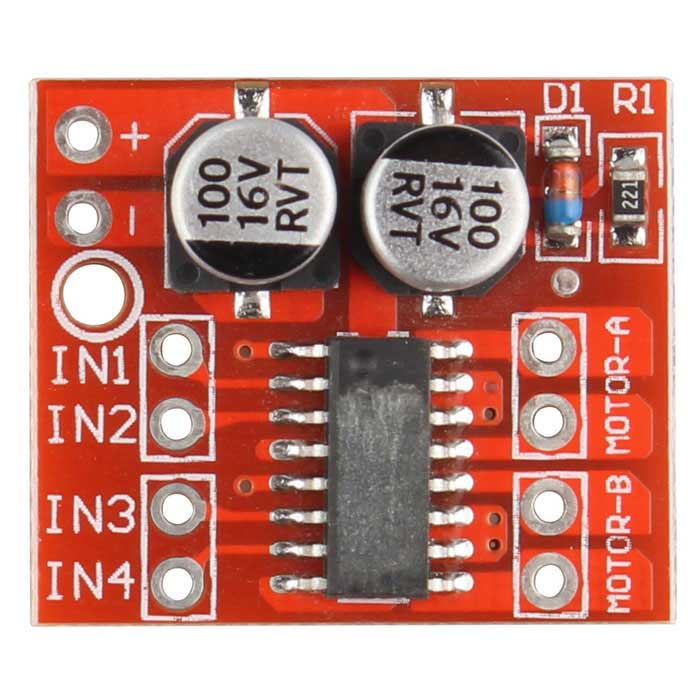 +
−
100
16V
RVT
100
16V
RVT
D1
R1
221
IN1
IN2
IN3
IN4
MOTOR-A
MOTOR-B